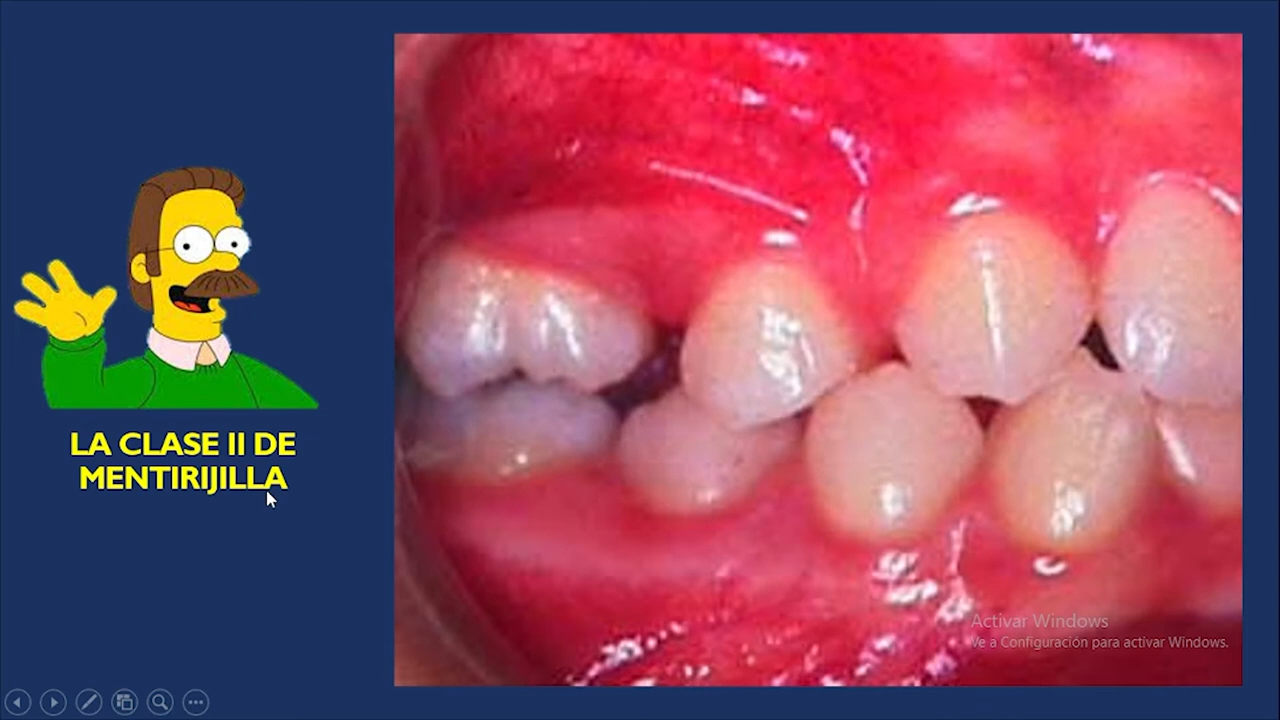 LA CLASE II DE
MENTIRIJILLA
Activar Windows
Ve a Configuración para activar Windows.